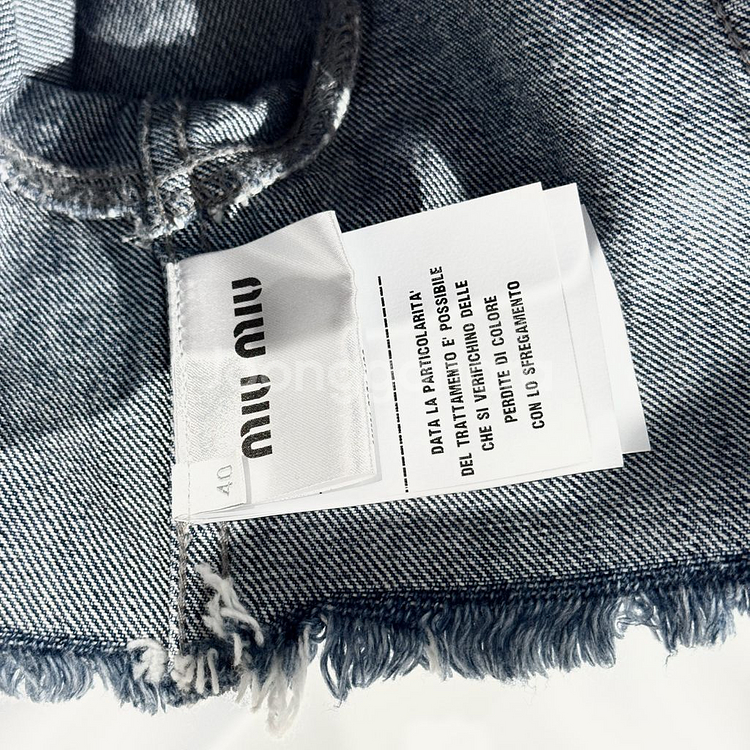 MIU MIU
40
DATA LA PARTICOLARITA'
DEL TRATTAMENTO E' POSSIBILE
CHE SI VERIFICHINO DELLE
PERDITE DI COLORE
CON LO SFREGAMENTO